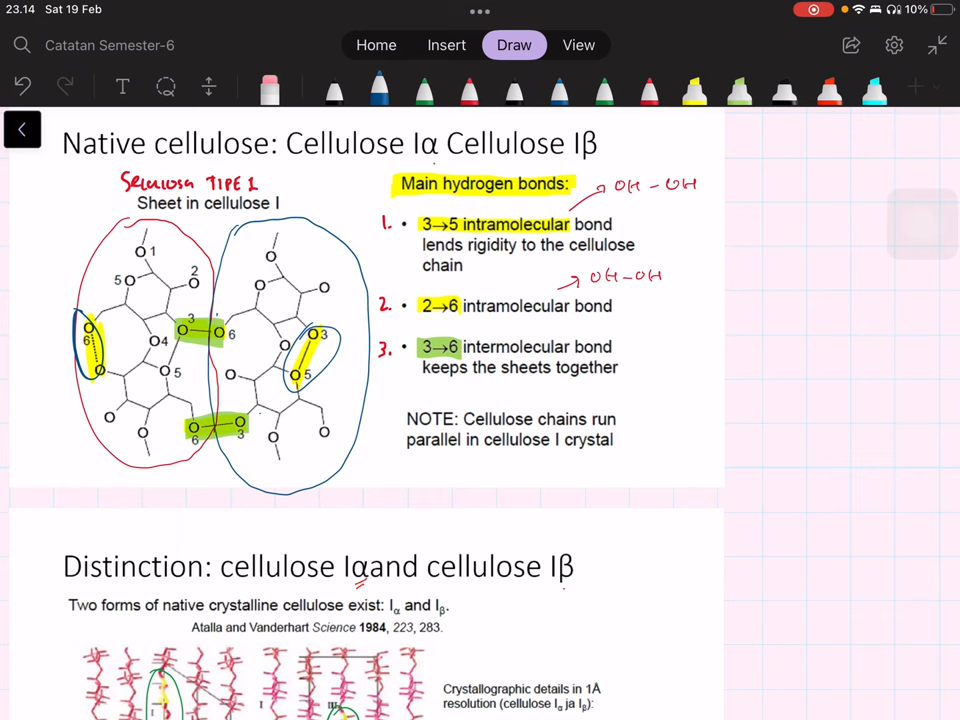 23.14 Sat 19 Feb
10%
Catatan Semester-6
Home Insert Draw View
T
Native cellulose: Cellulose Iα Cellulose Iβ
Selulosa TIPE 1
Sheet in cellulose I
Main hydrogen bonds:
OH - OH
1. • 3→5 intramolecular bond
lends rigidity to the cellulose
chain
OH-OH
2. • 2→6 intramolecular bond
3. • 3→6 intermolecular bond
keeps the sheets together
NOTE: Cellulose chains run
parallel in cellulose I crystal
O 1
O
5 O
2
O
O
O
3
O
O 6
O
6
O4
O
O3
O
O5
O
O5
O
O
O
6
O
3
O
O
O
Distinction: cellulose Iαand cellulose Iβ
Two forms of native crystalline cellulose exist: Iα and Iβ.
Atalla and Vanderhart Science 1984, 223, 283.
I
III
Crystallographic details in 1Å
resolution (cellulose Iα ja Iβ):